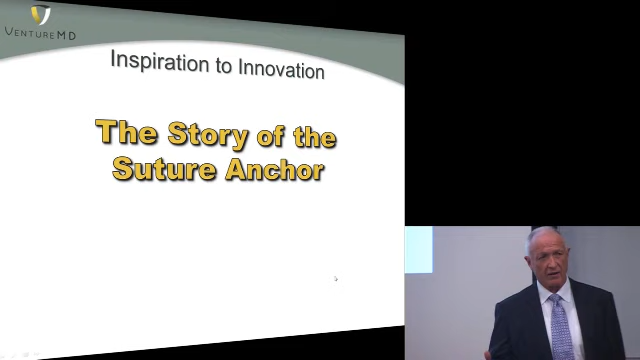 VENTUREMD
Inspiration to Innovation
The Story of the
Suture Anchor